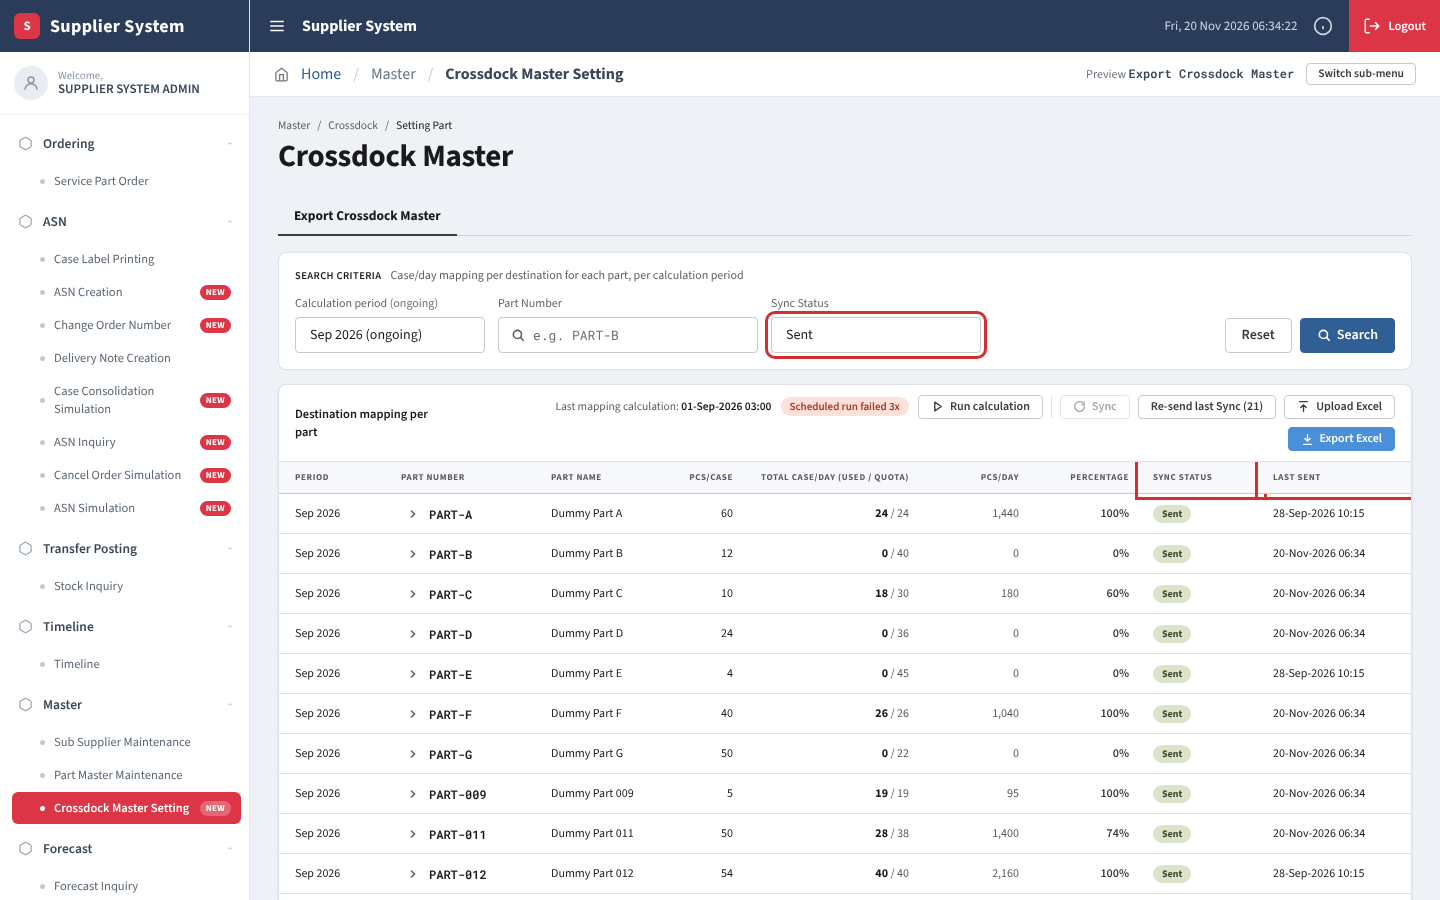 S Supplier System
Supplier System
Fri, 20 Nov 2026 06:34:22
Logout
Welcome,
SUPPLIER SYSTEM ADMIN
Home / Master / Crossdock Master Setting
Preview Export Crossdock Master
Switch sub-menu
Ordering
Service Part Order
ASN
Case Label Printing
ASN Creation NEW
Change Order Number NEW
Delivery Note Creation
Case Consolidation
Simulation NEW
ASN Inquiry NEW
Cancel Order Simulation NEW
ASN Simulation NEW
Transfer Posting
Stock Inquiry
Timeline
Timeline
Master
Sub Supplier Maintenance
Part Master Maintenance
Crossdock Master Setting NEW
Forecast
Forecast Inquiry
Master / Crossdock / Setting Part
Crossdock Master
Export Crossdock Master
SEARCH CRITERIA Case/day mapping per destination for each part, per calculation period
Calculation period (ongoing) Part Number Sync Status
Sep 2026 (ongoing) e.g. PART-B Sent Reset Search
Destination mapping per
part
Last mapping calculation: 01-Sep-2026 03:00 Scheduled run failed 3x Run calculation Sync Re-send last Sync (21) Upload Excel
Export Excel
PERIOD PART NUMBER PART NAME PCS/CASE TOTAL CASE/DAY (USED / QUOTA) PCS/DAY PERCENTAGE SYNC STATUS LAST SENT
Sep 2026 PART-A Dummy Part A 60 24 / 24 1,440 100% Sent 28-Sep-2026 10:15
Sep 2026 PART-B Dummy Part B 12 0 / 40 0 0% Sent 20-Nov-2026 06:34
Sep 2026 PART-C Dummy Part C 10 18 / 30 180 60% Sent 20-Nov-2026 06:34
Sep 2026 PART-D Dummy Part D 24 0 / 36 0 0% Sent 20-Nov-2026 06:34
Sep 2026 PART-E Dummy Part E 4 0 / 45 0 0% Sent 28-Sep-2026 10:15
Sep 2026 PART-F Dummy Part F 40 26 / 26 1,040 100% Sent 20-Nov-2026 06:34
Sep 2026 PART-G Dummy Part G 50 0 / 22 0 0% Sent 20-Nov-2026 06:34
Sep 2026 PART-009 Dummy Part 009 5 19 / 19 95 100% Sent 20-Nov-2026 06:34
Sep 2026 PART-011 Dummy Part 011 50 28 / 38 1,400 74% Sent 20-Nov-2026 06:34
Sep 2026 PART-012 Dummy Part 012 54 40 / 40 2,160 100% Sent 28-Sep-2026 10:15